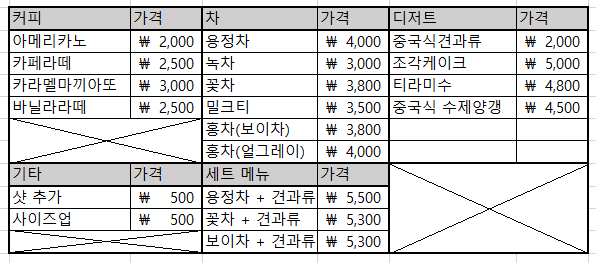 커피 가격 차 가격 디저트 가격
아메리카노 ₩ 2,000 용정차 ₩ 4,000 중국식견과류 ₩ 2,000
카페라떼 ₩ 2,500 녹차 ₩ 3,000 조각케이크 ₩ 5,000
카라멜마끼아또 ₩ 3,000 꽃차 ₩ 3,800 티라미수 ₩ 4,800
바닐라라떼 ₩ 2,500 밀크티 ₩ 3,500 중국식 수제양갱 ₩ 4,500
홍차(보이차) ₩ 3,800
홍차(얼그레이) ₩ 4,000
기타 가격 세트 메뉴 가격
샷 추가 ₩ 500 용정차 + 견과류 ₩ 5,500
사이즈업 ₩ 500 꽃차 + 견과류 ₩ 5,300
보이차 + 견과류 ₩ 5,300